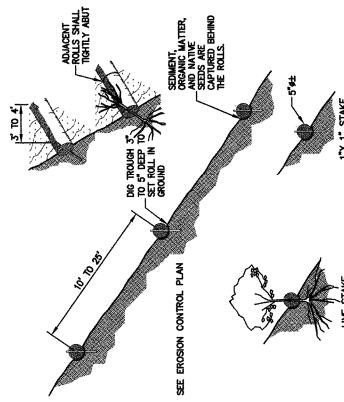 3' TO 4'
ADJACENT
ROLLS SHALL
TIGHTLY ABUT
10' TO 25'
DIG TROUGH 3"
TO 5" DEEP TO
SET ROLL IN
GROUND
SEDIMENT,
ORGANIC MATTER,
AND NATIVE
SEEDS ARE
CAPTURED BEHIND
THE ROLLS.
SEE EROSION CONTROL PLAN
5"⌀±
LIVE STAKE
1"X 1" STAKE